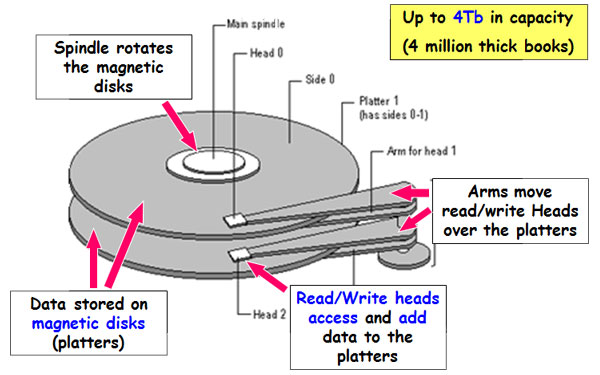 Up to 4Tb in capacity
(4 million thick books)
Main spindle
Spindle rotates
the magnetic
disks
Head 0
Side 0
Platter 1
(has sides 0-1)
Arm for head 1
Arms move
read/write Heads
over the platters
Data stored on
magnetic disks
(platters)
Head 2
Read/Write heads
access and add
data to the
platters